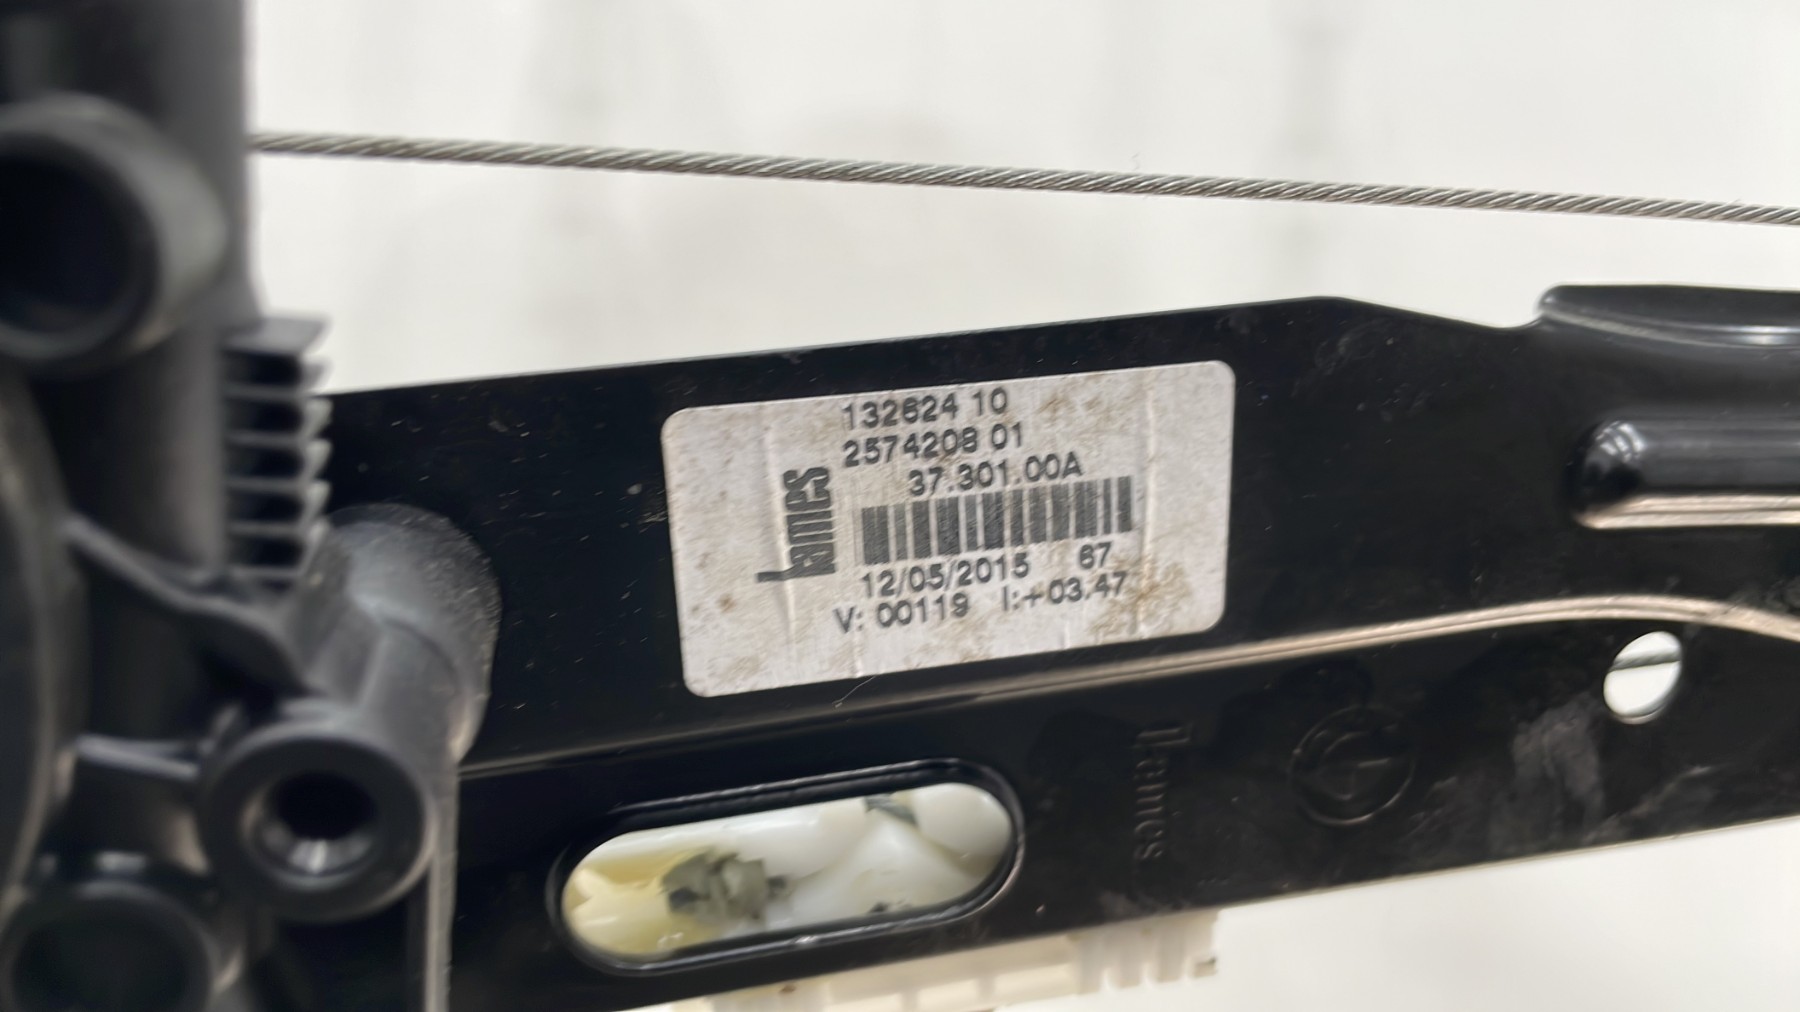 132624 10
2574208 01
37.301.00A
Lames
12/05/2015 67
V: 00119 I:+03.47
Lames